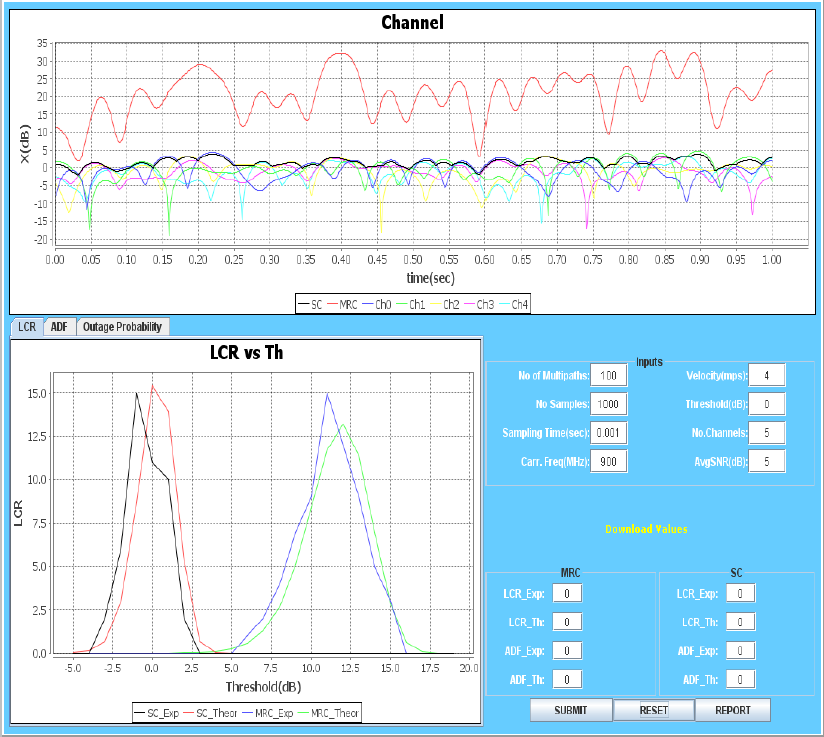 Channel
X(dB)
35
30
25
20
15
10
5
0
-5
-10
-15
-20
0.00 0.05 0.10 0.15 0.20 0.25 0.30 0.35 0.40 0.45 0.50 0.55 0.60 0.65 0.70 0.75 0.80 0.85 0.90 0.95 1.00
time(sec)
SC MRC Ch0 Ch1 Ch2 Ch3 Ch4
LCR ADF Outage Probability
LCR vs Th
LCR
15.0
12.5
10.0
7.5
5.0
2.5
0.0
-5.0 -2.5 0.0 2.5 5.0 7.5 10.0 12.5 15.0 17.5 20.0
Threshold(dB)
SC_Exp SC_Theor MRC_Exp MRC_Theor
Inputs
No of Multipaths: 100 Velocity(mps): 4
No Samples: 1000 Threshold(dB): 0
Sampling Time(sec): 0.001 No.Channels: 5
Carr. Freq(MHz): 900 AvgSNR(dB): 5
Download Values
MRC SC
LCR_Exp: 0 LCR_Exp: 0
LCR_Th: 0 LCR_Th: 0
ADF_Exp: 0 ADF_Exp: 0
ADF_Th: 0 ADF_Th: 0
SUBMIT RESET REPORT